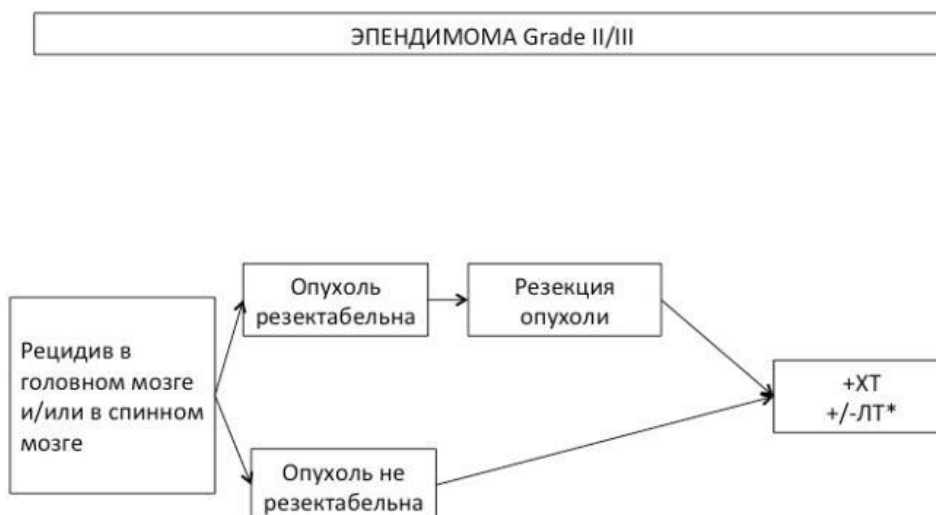 ЭПЕНДИМОМА Grade II/III
Опухоль
резектабельна
Резекция
опухоли
Рецидив в
головном мозге
и/или в спинном
мозге
+ХТ
+/-ЛТ*
Опухоль не
резектабельна